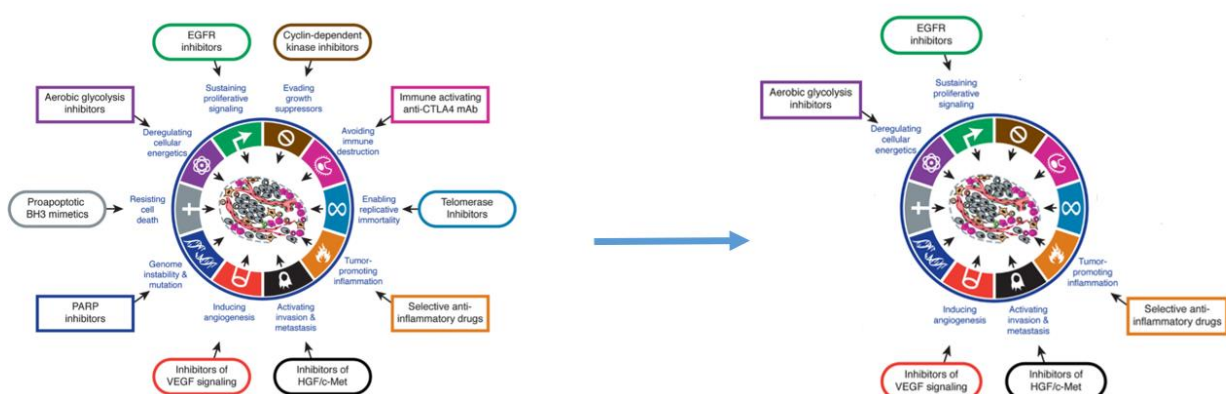 EGFR
inhibitors
Cyclin-dependent
kinase inhibitors
Sustaining
proliferative
signaling
Evading
growth
suppressors
Aerobic glycolysis
inhibitors
Immune activating
anti-CTLA4 mAb
Deregulating
cellular
energetics
Avoiding
immune
destruction
Proapoptotic
BH3 mimetics
Resisting
cell
death
Enabling
replicative
immortality
Telomerase
Inhibitors
Genome
instability &
mutation
Tumor-
promoting
inflammation
PARP
inhibitors
Inducing
angiogenesis
Activating
invasion &
metastasis
Selective anti-
inflammatory drugs
Inhibitors of
VEGF signaling
Inhibitors of
HGF/c-Met
EGFR
inhibitors
Sustaining
proliferative
signaling
Aerobic glycolysis
inhibitors
Deregulating
cellular
energetics
Tumor-
promoting
inflammation
Inducing
angiogenesis
Activating
invasion &
metastasis
Selective anti-
inflammatory drugs
Inhibitors of
VEGF signaling
Inhibitors of
HGF/c-Met